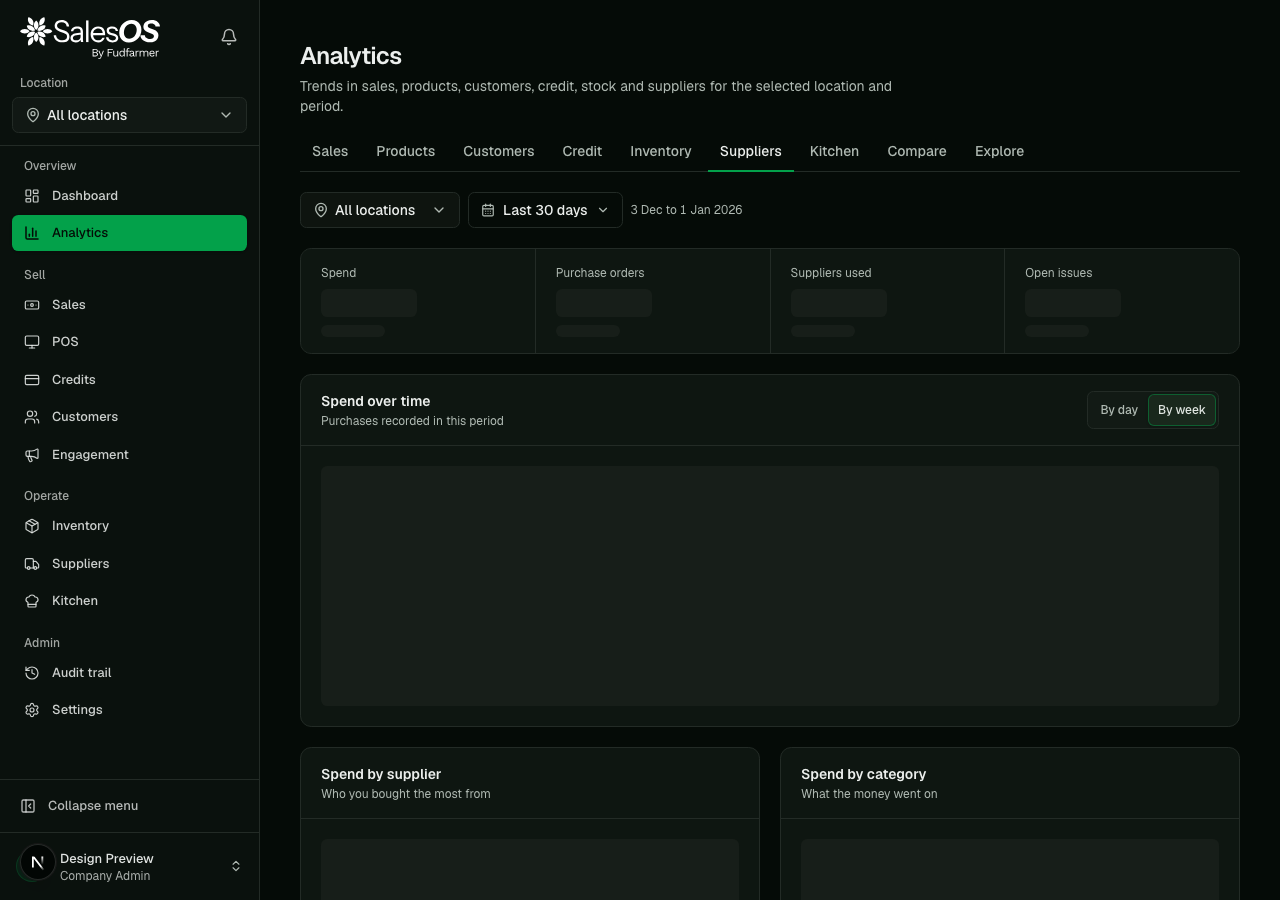 SalesOS
By Fudfarmer
Location
All locations
Overview
Dashboard
Analytics
Sell
Sales
POS
Credits
Customers
Engagement
Operate
Inventory
Suppliers
Kitchen
Admin
Audit trail
Settings
Collapse menu
N
Design Preview
Company Admin
Analytics
Trends in sales, products, customers, credit, stock and suppliers for the selected location and
period.
Sales Products Customers Credit Inventory Suppliers Kitchen Compare Explore
All locations Last 30 days 3 Dec to 1 Jan 2026
Spend Purchase orders Suppliers used Open issues
Spend over time
Purchases recorded in this period
By day By week
Spend by supplier
Who you bought the most from
Spend by category
What the money went on